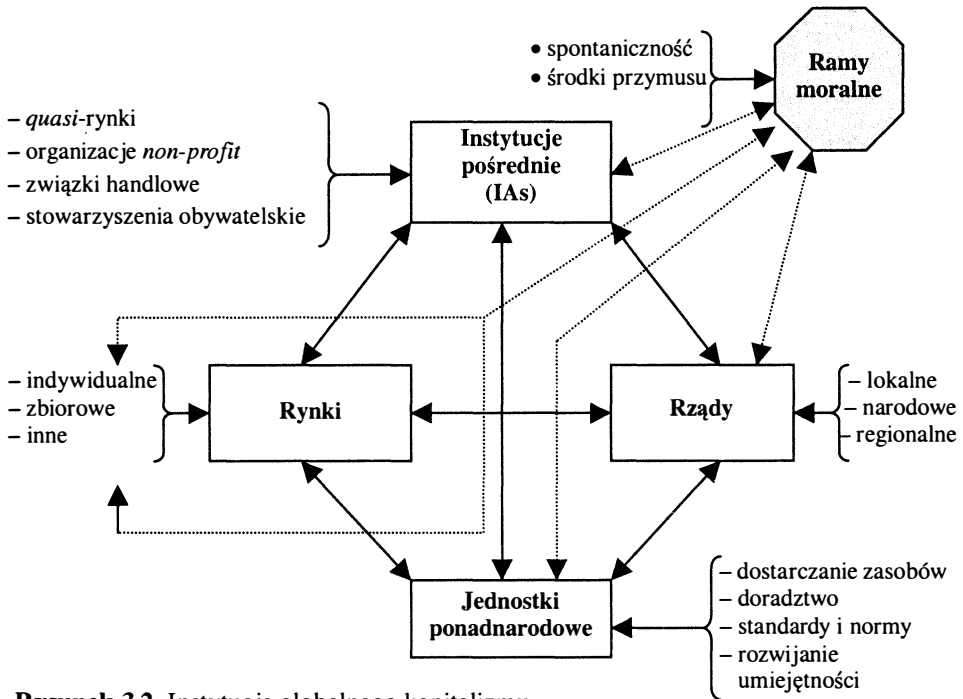 • spontaniczność
• środki przymusu
Ramy
moralne
– quasi-rynki
– organizacje non-profit
– związki handlowe
– stowarzyszenia obywatelskie
Instytucje
pośrednie
(IAs)
– indywidualne
– zbiorowe
– inne
Rynki
Rządy
– lokalne
– narodowe
– regionalne
Jednostki
ponadnarodowe
– dostarczanie zasobów
– doradztwo
– standardy i normy
– rozwijanie
umiejętności
Rysunek 3.2. Instytucje globalnego kapitalizmu